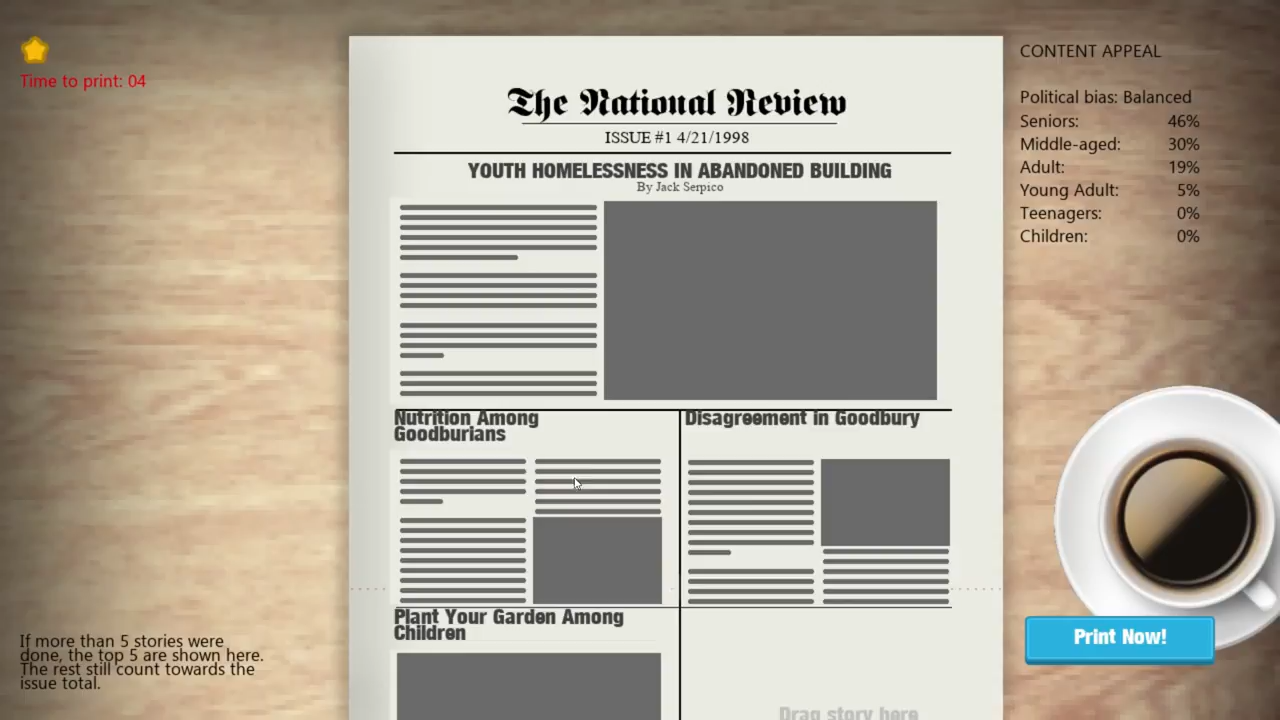 Time to print: 04
The National Review
ISSUE #1 4/21/1998
YOUTH HOMELESSNESS IN ABANDONED BUILDING
By Jack Serpico
Nutrition Among
Goodburians
Disagreement in Goodbury
Plant Your Garden Among
Children
Drag story here
CONTENT APPEAL
Political bias: Balanced
Seniors: 46%
Middle-aged: 30%
Adult: 19%
Young Adult: 5%
Teenagers: 0%
Children: 0%
If more than 5 stories were
done, the top 5 are shown here.
The rest still count towards the
issue total.
Print Now!